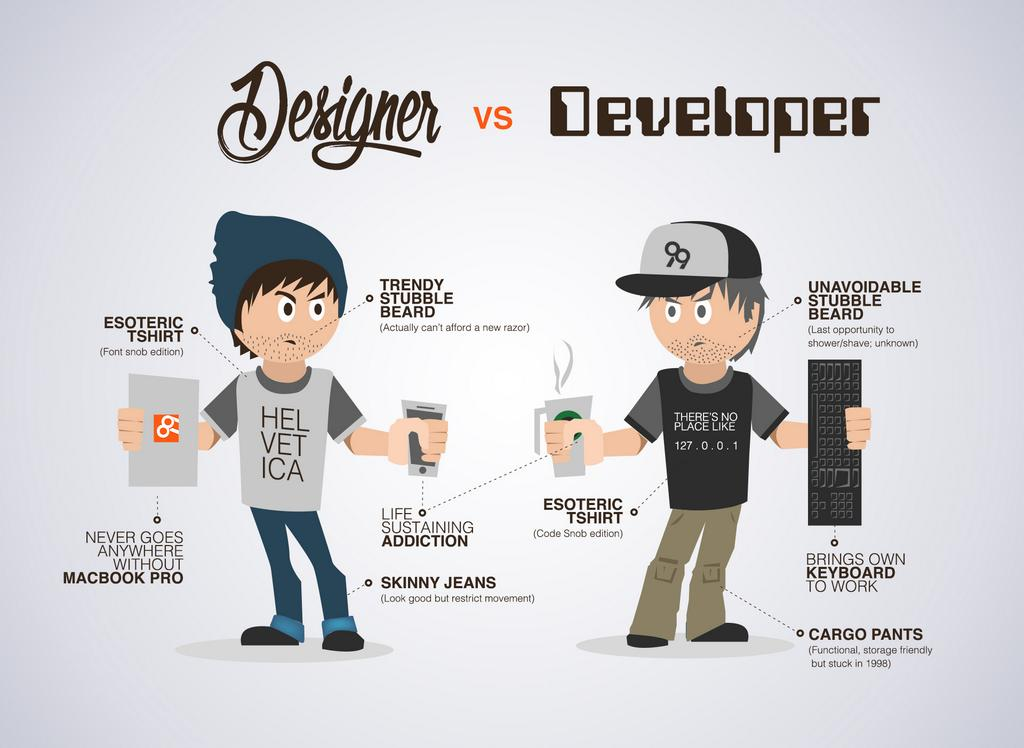 Designer vs Developer
TRENDY
STUBBLE
BEARD
(Actually can't afford a new razor)
ESOTERIC
TSHIRT
(Font snob edition)
HEL
VET
ICA
NEVER GOES
ANYWHERE
WITHOUT
MACBOOK PRO
LIFE
SUSTAINING
ADDICTION
SKINNY JEANS
(Look good but restrict movement)
99
UNAVOIDABLE
STUBBLE
BEARD
(Last opportunity to
shower/shave; unknown)
THERE'S NO
PLACE LIKE
127.0.0.1
ESOTERIC
TSHIRT
(Code Snob edition)
BRINGS OWN
KEYBOARD
TO WORK
CARGO PANTS
(Functional, storage friendly
but stuck in 1998)